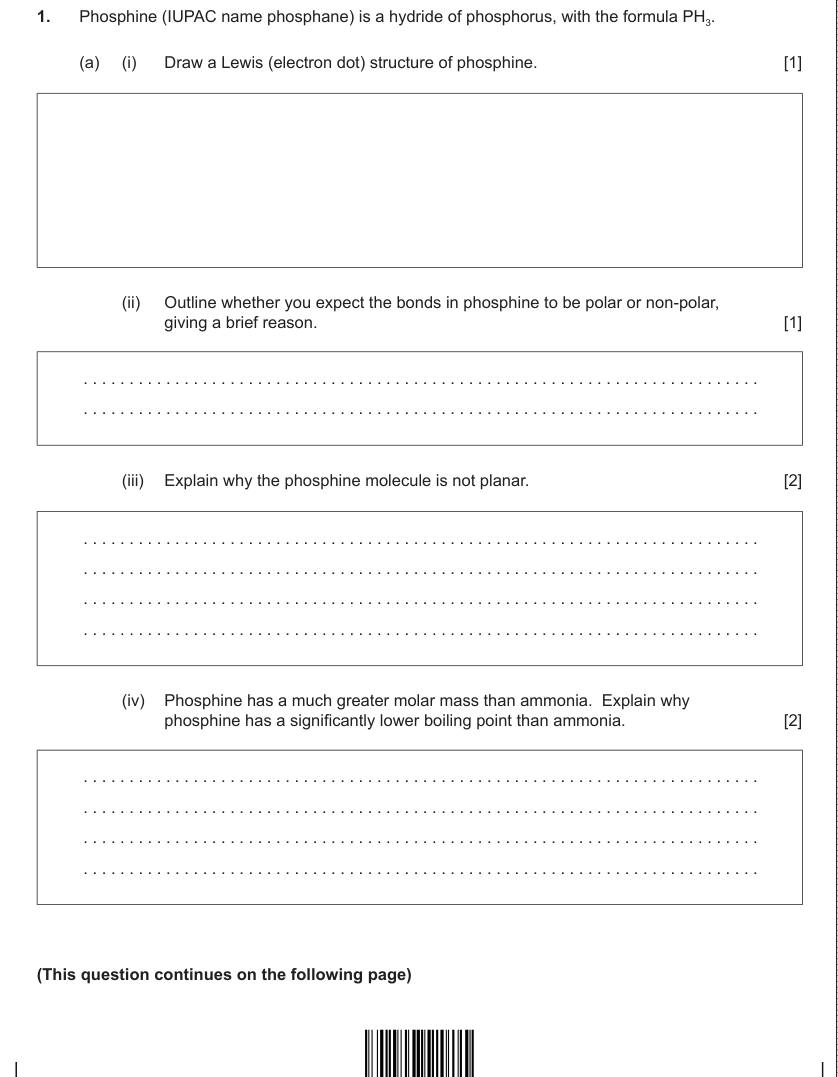 1. Phosphine (IUPAC name phosphane) is a hydride of phosphorus, with the formula PH₃.
(a) (i) Draw a Lewis (electron dot) structure of phosphine. [1]
(ii) Outline whether you expect the bonds in phosphine to be polar or non-polar,
giving a brief reason. [1]
(iii) Explain why the phosphine molecule is not planar. [2]
(iv) Phosphine has a much greater molar mass than ammonia. Explain why
phosphine has a significantly lower boiling point than ammonia. [2]
(This question continues on the following page)